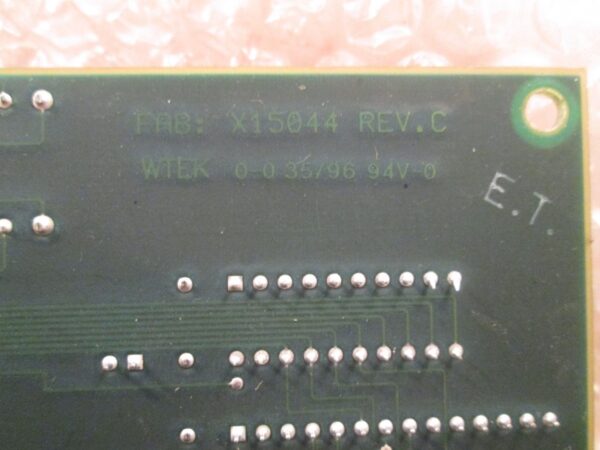 FAB: X15044 REV.C
WTEK 0-0 35/96 94V-0
E.T.